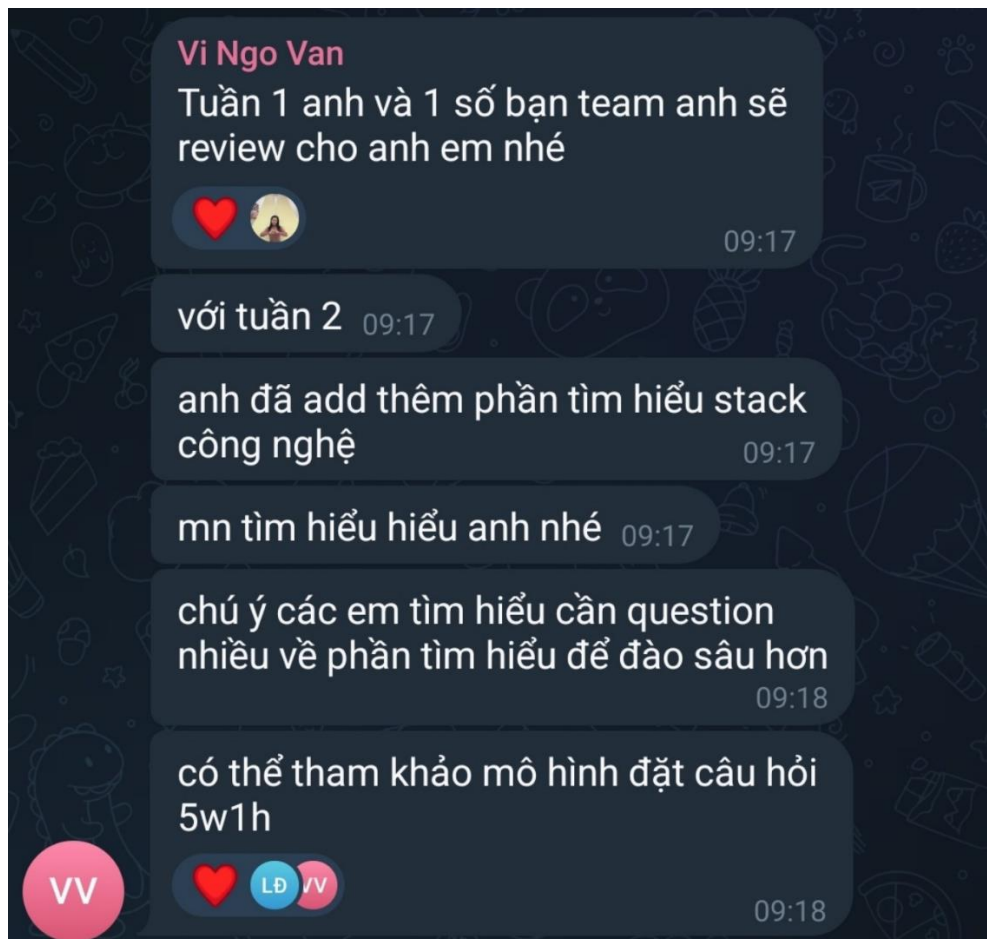 Vi Ngo Van
Tuần 1 anh và 1 số bạn team anh sẽ
review cho anh em nhé
09:17
với tuần 2 09:17
anh đã add thêm phần tìm hiểu stack
công nghệ 09:17
mn tìm hiểu hiểu anh nhé 09:17
chú ý các em tìm hiểu cần question
nhiều về phần tìm hiểu để đào sâu hơn
09:18
có thể tham khảo mô hình đặt câu hỏi
5w1h
VV LĐ VV
09:18